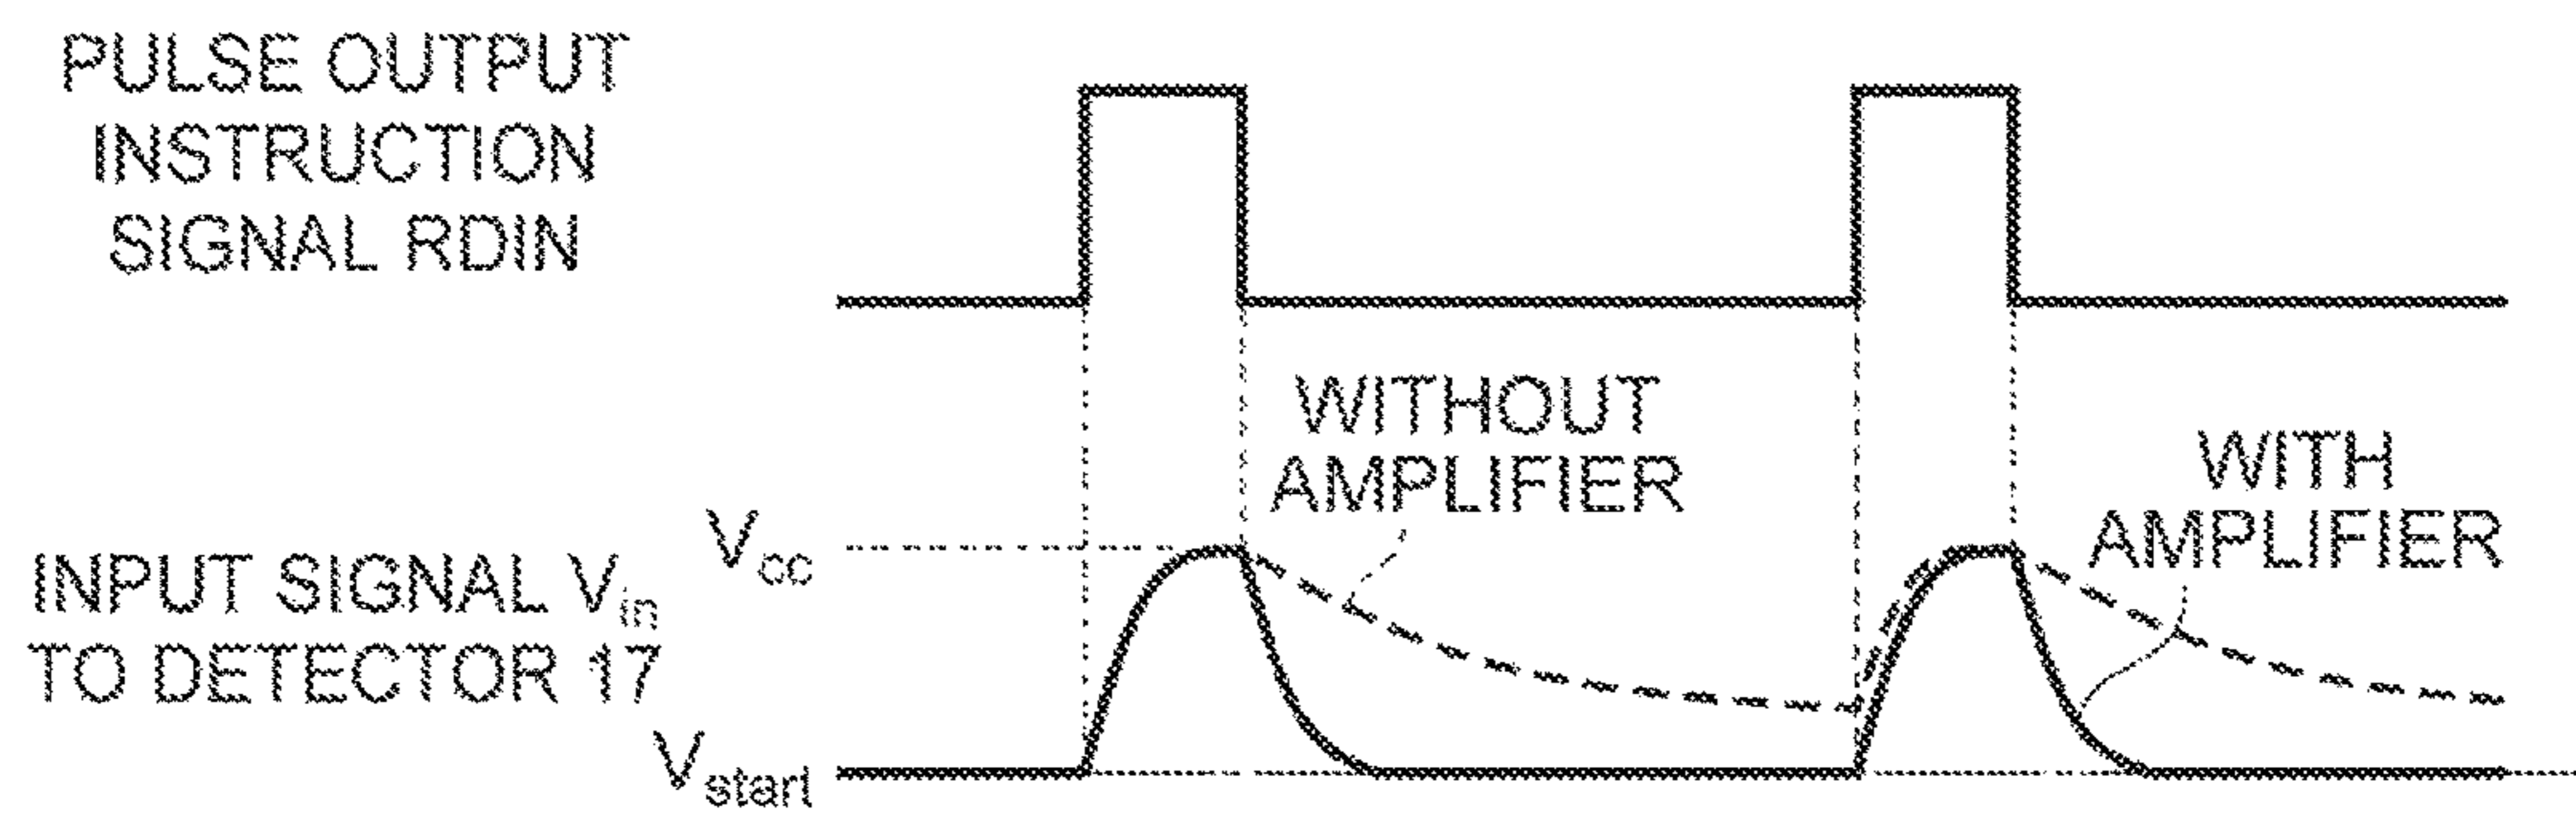 PULSE OUTPUT
INSTRUCTION
SIGNAL RDIN
WITHOUT
AMPLIFIER
WITH
AMPLIFIER
Vcc
INPUT SIGNAL Vin
TO DETECTOR 17
Vstart